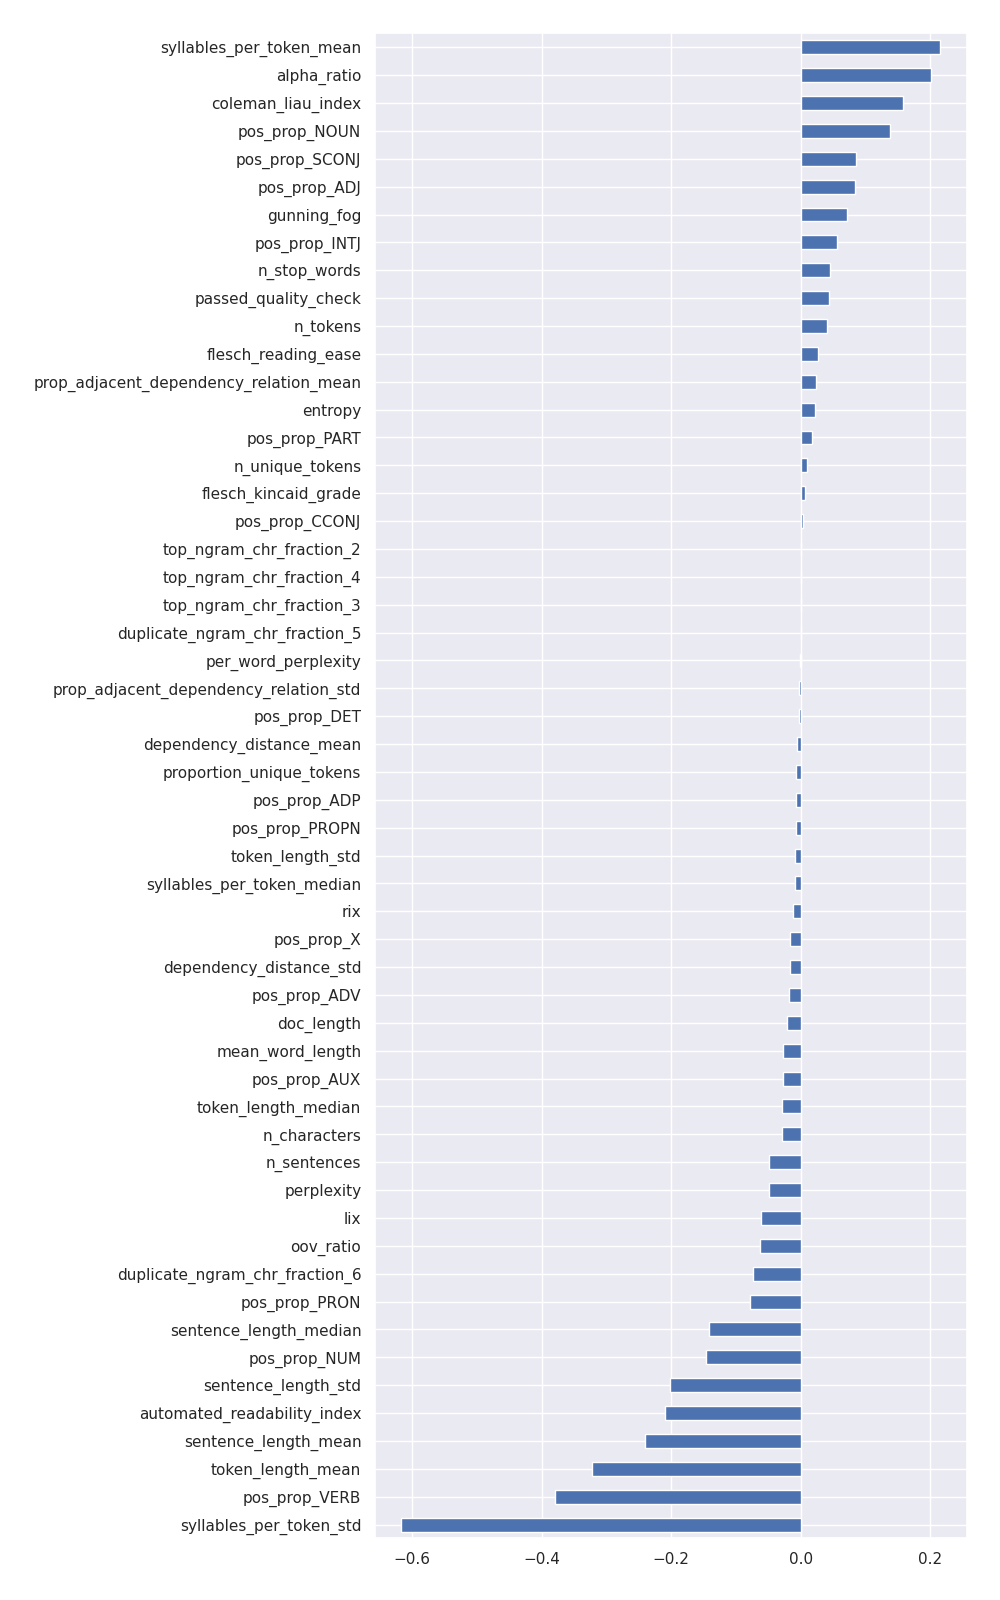 syllables_per_token_mean
alpha_ratio
coleman_liau_index
pos_prop_NOUN
pos_prop_SCONJ
pos_prop_ADJ
gunning_fog
pos_prop_INTJ
n_stop_words
passed_quality_check
n_tokens
flesch_reading_ease
prop_adjacent_dependency_relation_mean
entropy
pos_prop_PART
n_unique_tokens
flesch_kincaid_grade
pos_prop_CCONJ
top_ngram_chr_fraction_2
top_ngram_chr_fraction_4
top_ngram_chr_fraction_3
duplicate_ngram_chr_fraction_5
per_word_perplexity
prop_adjacent_dependency_relation_std
pos_prop_DET
dependency_distance_mean
proportion_unique_tokens
pos_prop_ADP
pos_prop_PROPN
token_length_std
syllables_per_token_median
rix
pos_prop_X
dependency_distance_std
pos_prop_ADV
doc_length
mean_word_length
pos_prop_AUX
token_length_median
n_characters
n_sentences
perplexity
lix
oov_ratio
duplicate_ngram_chr_fraction_6
pos_prop_PRON
sentence_length_median
pos_prop_NUM
sentence_length_std
automated_readability_index
sentence_length_mean
token_length_mean
pos_prop_VERB
syllables_per_token_std
−0.6 −0.4 −0.2 0.0 0.2